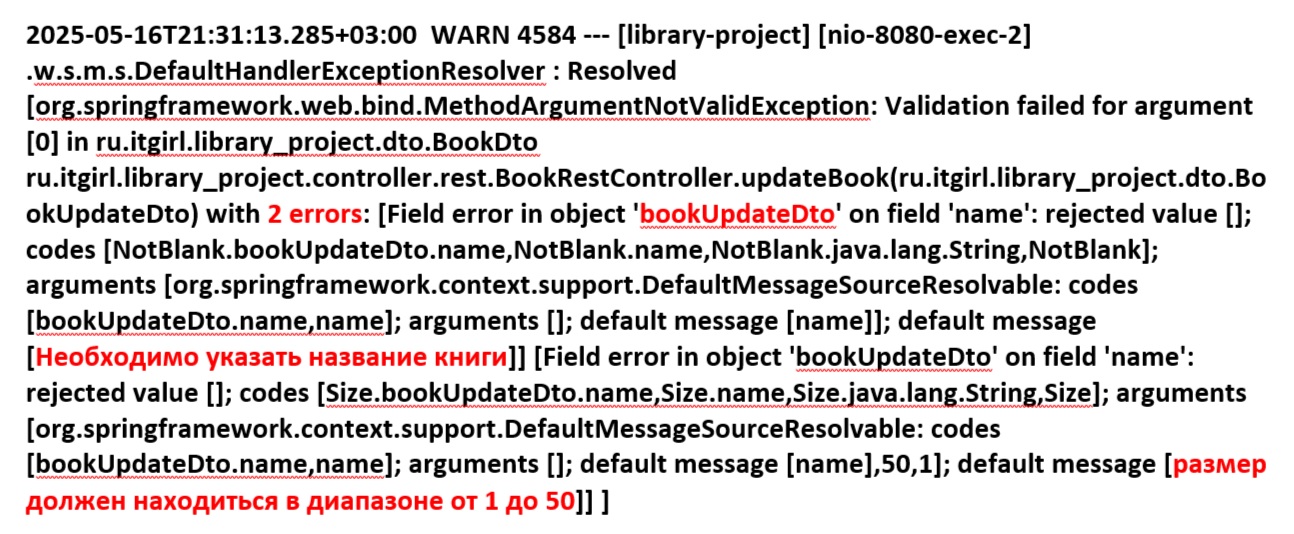 2025-05-16T21:31:13.285+03:00  WARN 4584 --- [library-project] [nio-8080-exec-2]
.w.s.m.s.DefaultHandlerExceptionResolver : Resolved
[org.springframework.web.bind.MethodArgumentNotValidException: Validation failed for argument
[0] in ru.itgirl.library_project.dto.BookDto
ru.itgirl.library_project.controller.rest.BookRestController.updateBook(ru.itgirl.library_project.dto.Bo
okUpdateDto) with 2 errors: [Field error in object 'bookUpdateDto' on field 'name': rejected value [];
codes [NotBlank.bookUpdateDto.name,NotBlank.name,NotBlank.java.lang.String,NotBlank];
arguments [org.springframework.context.support.DefaultMessageSourceResolvable: codes
[bookUpdateDto.name,name]; arguments []; default message [name]]; default message
[Необходимо указать название книги]] [Field error in object 'bookUpdateDto' on field 'name':
rejected value []; codes [Size.bookUpdateDto.name,Size.name,Size.java.lang.String,Size]; arguments
[org.springframework.context.support.DefaultMessageSourceResolvable: codes
[bookUpdateDto.name,name]; arguments []; default message [name],50,1]; default message [размер
должен находиться в диапазоне от 1 до 50]] ]